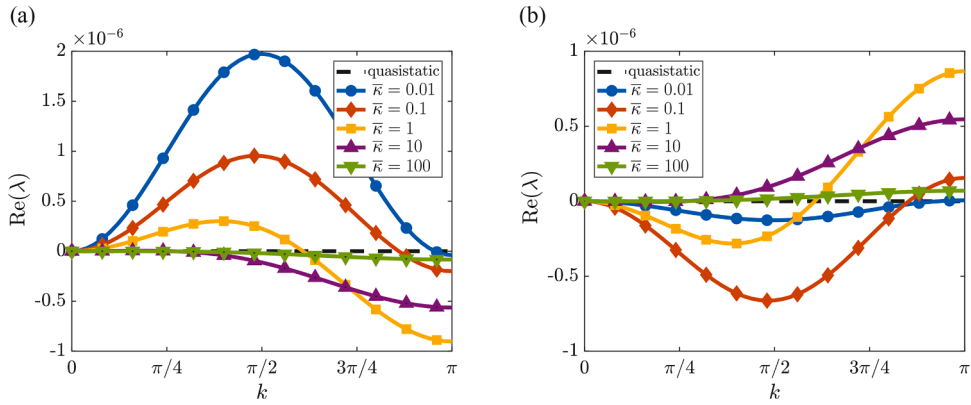 (a)
×10⁻⁶
2
1.5
1
0.5
0
-0.5
-1
Re(λ)
quasistatic
κ̄ = 0.01
κ̄ = 0.1
κ̄ = 1
κ̄ = 10
κ̄ = 100
0
π/4
π/2
3π/4
π
k
(b)
×10⁻⁶
1
0.5
0
-0.5
-1
Re(λ)
quasistatic
κ̄ = 0.01
κ̄ = 0.1
κ̄ = 1
κ̄ = 10
κ̄ = 100
0
π/4
π/2
3π/4
π
k